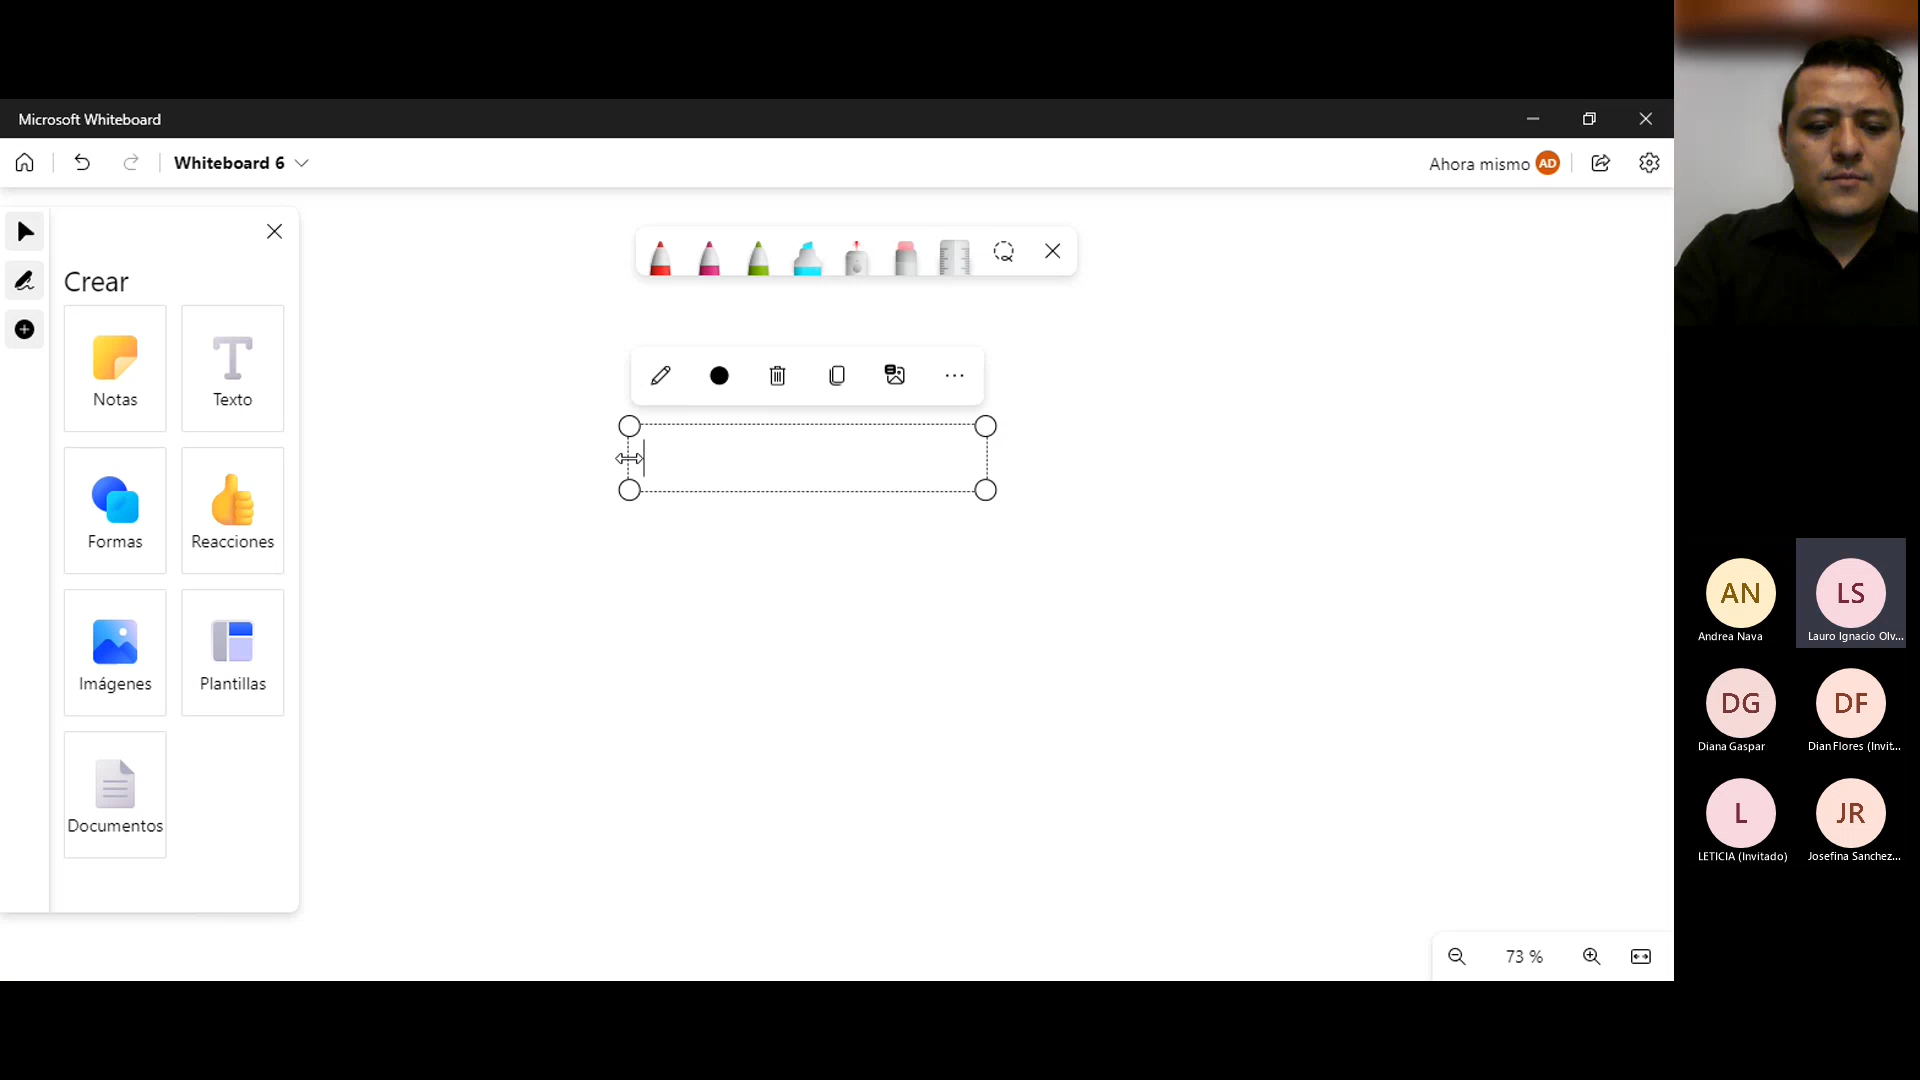 Microsoft Whiteboard
Whiteboard 6
Ahora mismo
AD
Crear
Notas
Texto
Formas
Reacciones
Imágenes
Plantillas
Documentos
73 %
AN
Andrea Nava
LS
Lauro Ignacio Olv...
DG
Diana Gaspar
DF
Dian Flores (Invit...
L
LETICIA (Invitado)
JR
Josefina Sanchez...